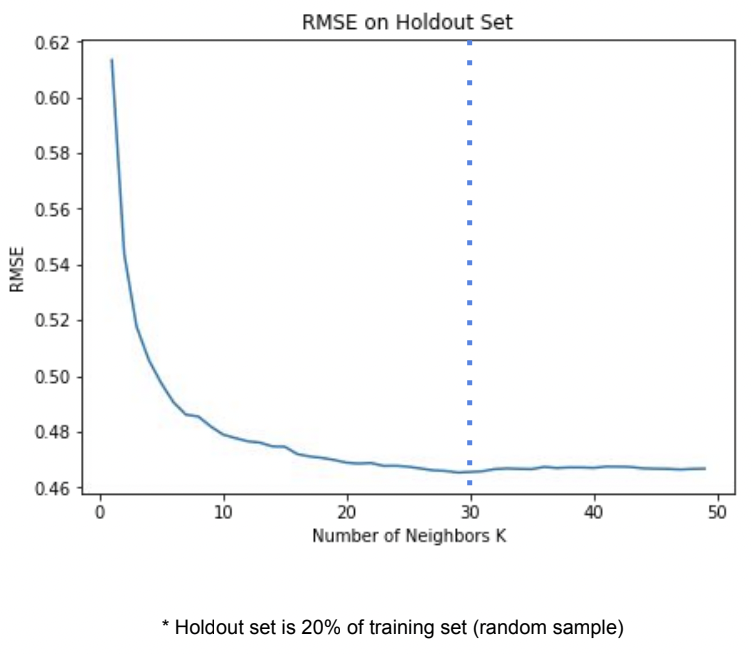 RMSE on Holdout Set
0.62
0.60
0.58
0.56
0.54
0.52
0.50
0.48
0.46
RMSE
0 10 20 30 40 50
Number of Neighbors K
* Holdout set is 20% of training set (random sample)